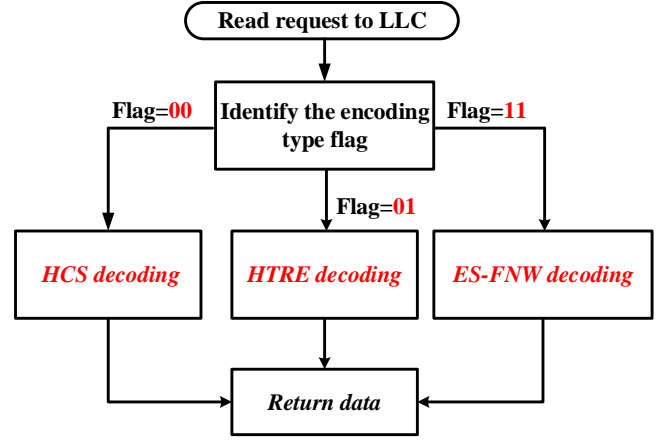 Read request to LLC
Flag=00
Identify the encoding
type flag
Flag=11
Flag=01
HCS decoding
HTRE decoding
ES-FNW decoding
Return data